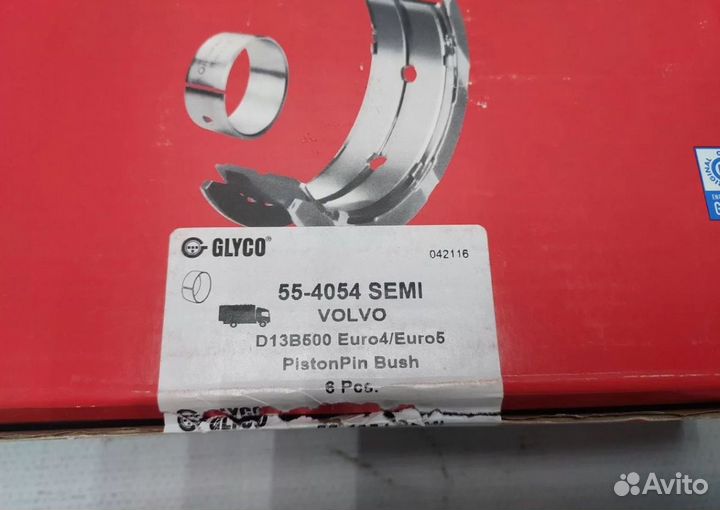 GLYCO®
042116
55-4054 SEMI
VOLVO
D13B500 Euro4/Euro5
PistonPin Bush
6 Pcs.
GLYCO
Avito